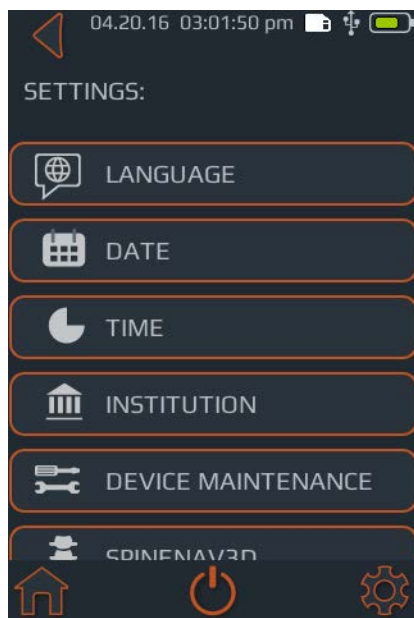 04.20.16 03:01:50 pm
SETTINGS:
LANGUAGE
DATE
TIME
INSTITUTION
DEVICE MAINTENANCE
SPINENAV3D